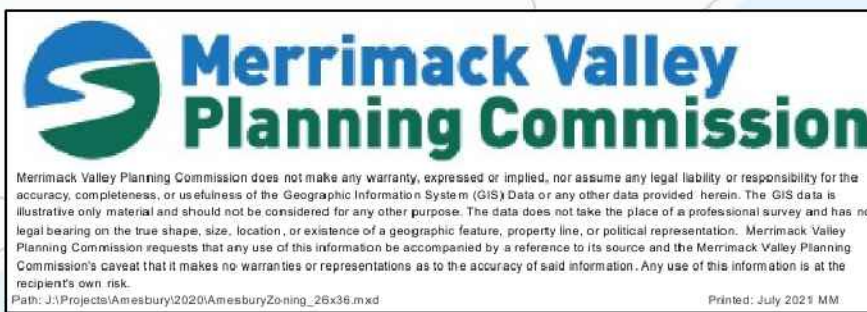 Merrimack Valley
Planning Commission
Merrimack Valley Planning Commission does not make any warranty, expressed or implied, nor assume any legal liability or responsibility for the
accuracy, completeness, or usefulness of the Geographic Information System (GIS) Data or any other data provided herein. The GIS data is
illustrative only material and should not be considered for any other purpose. The data does not take the place of a professional survey and has no
legal bearing on the true shape, size, location, or existence of a geographic feature, property line, or political representation. Merrimack Valley
Planning Commission requests that any use of this information be accompanied by a reference to its source and the Merrimack Valley Planning
Commission's caveat that it makes no warranties or representations as to the accuracy of said information. Any use of this information is at the
recipient's own risk.
Path: J:\Projects\Amesbury\2020\AmesburyZoning_26x36.mxd Printed: July 2021 MM